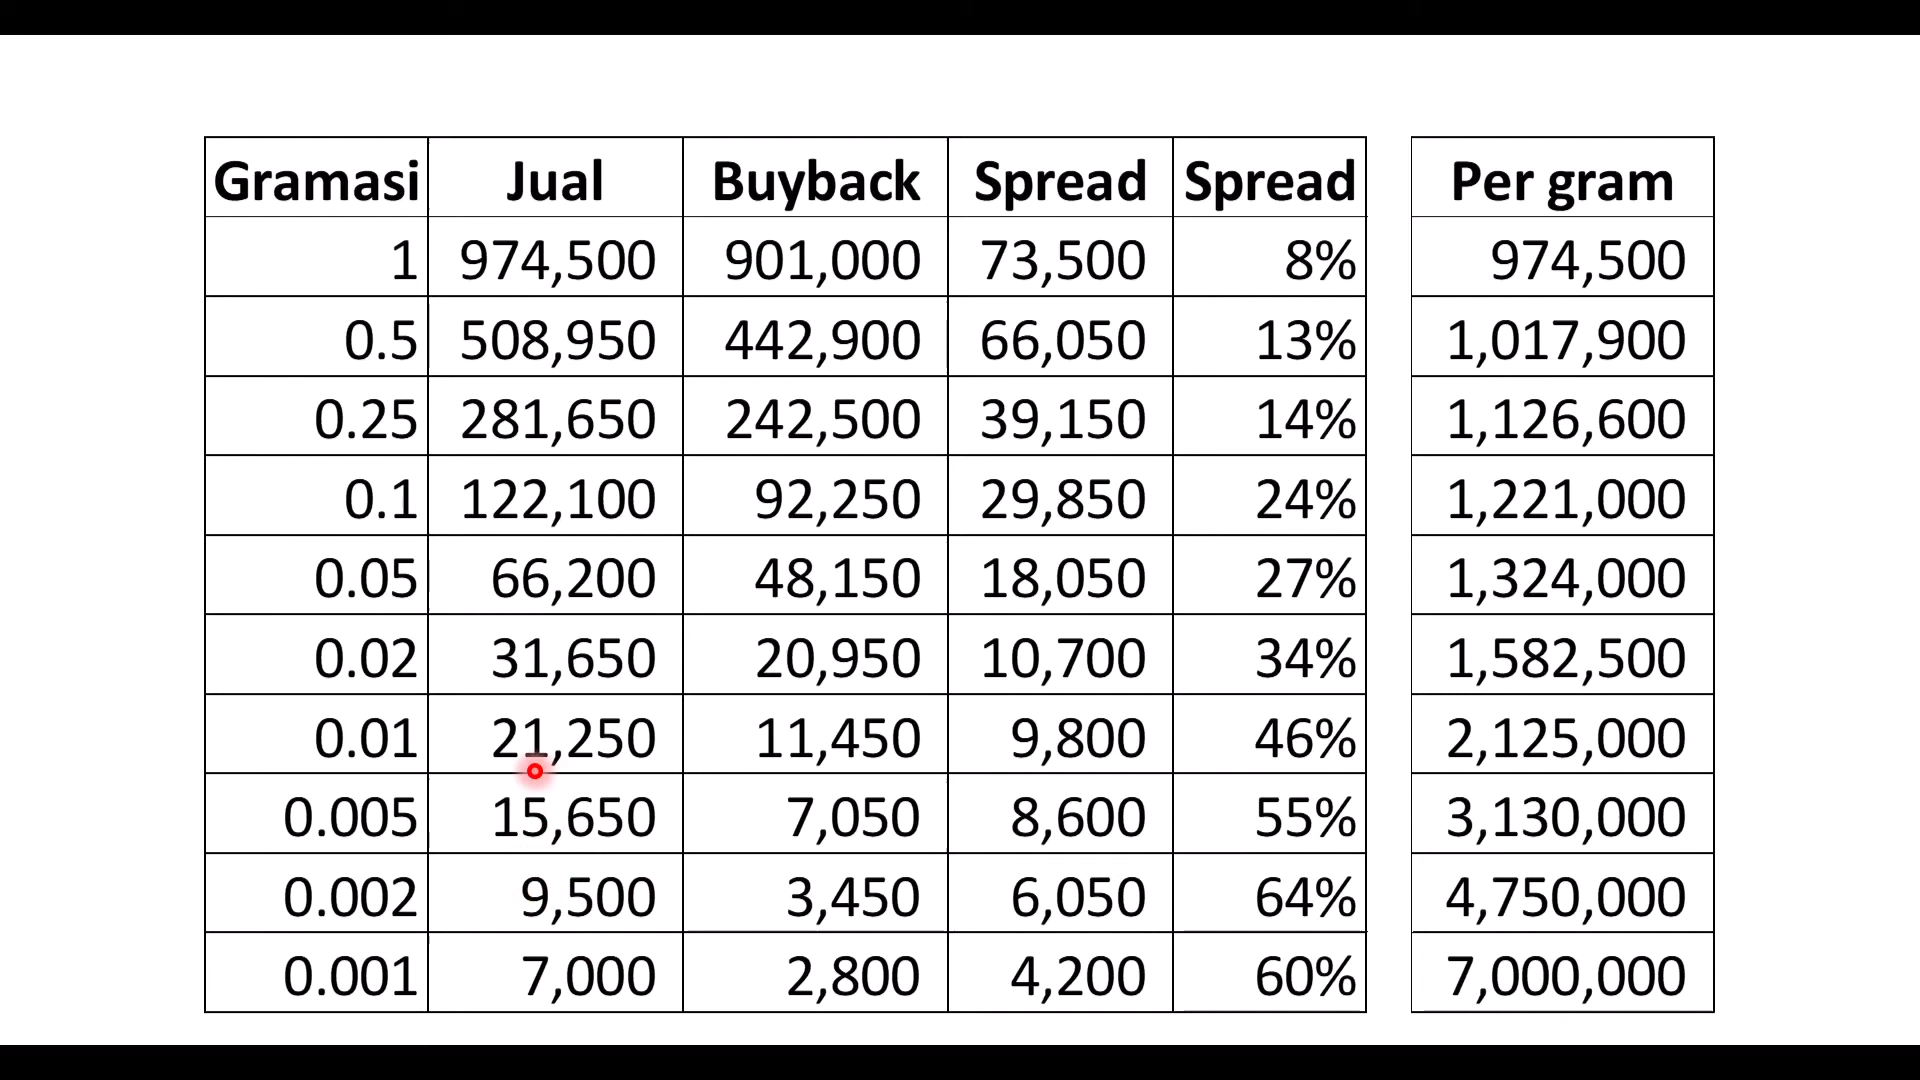 Gramasi Jual Buyback Spread Spread Per gram
1 974,500 901,000 73,500 8% 974,500
0.5 508,950 442,900 66,050 13% 1,017,900
0.25 281,650 242,500 39,150 14% 1,126,600
0.1 122,100 92,250 29,850 24% 1,221,000
0.05 66,200 48,150 18,050 27% 1,324,000
0.02 31,650 20,950 10,700 34% 1,582,500
0.01 21,250 11,450 9,800 46% 2,125,000
0.005 15,650 7,050 8,600 55% 3,130,000
0.002 9,500 3,450 6,050 64% 4,750,000
0.001 7,000 2,800 4,200 60% 7,000,000